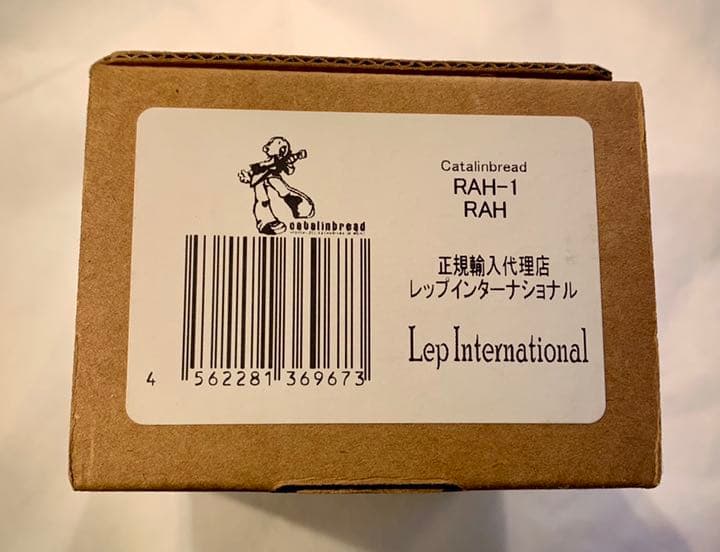 catalinbread
4 562281 369673
Catalinbread
RAH-1
RAH
正規輸入代理店
レップインターナショナル
Lep International